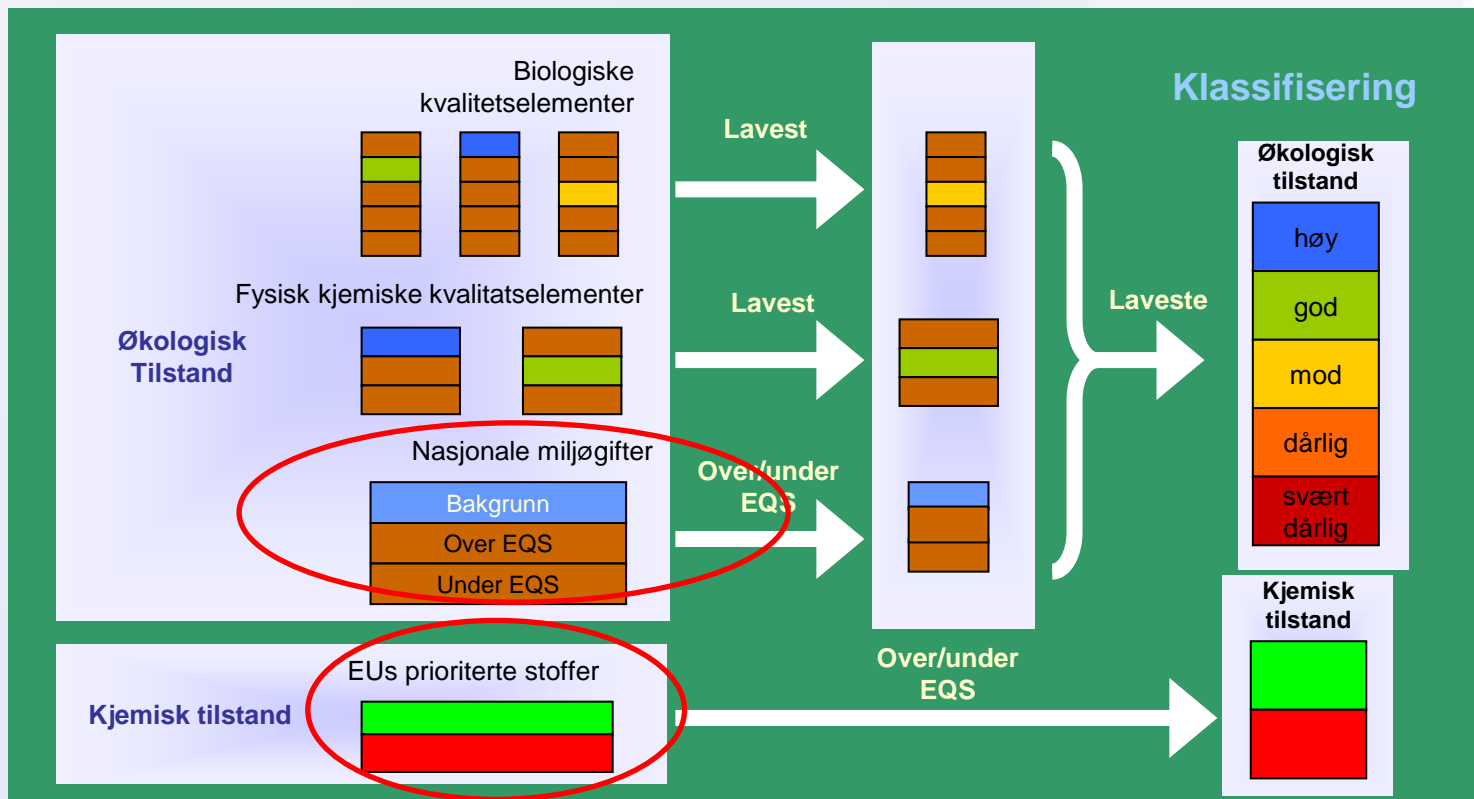 Klassifisering
Biologiske
kvalitetselementer
Lavest
Fysisk kjemiske kvalitatselementer
Lavest
Økologisk
Tilstand
Nasjonale miljøgifter
Bakgrunn
Over EQS
Under EQS
Over/under
EQS
Laveste
Økologisk
tilstand
høy
god
mod
dårlig
svært
dårlig
EUs prioriterte stoffer
Kjemisk tilstand
Over/under
EQS
Kjemisk
tilstand